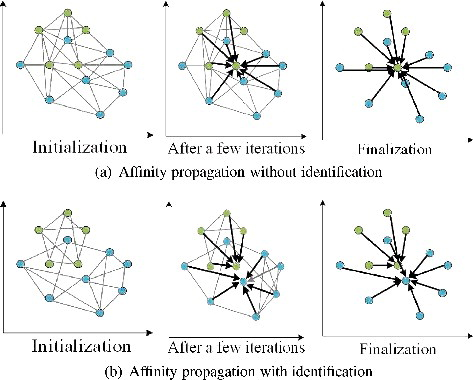 Initialization
After a few iterations
Finalization
(a) Affinity propagation without identification
Initialization
After a few iterations
Finalization
(b) Affinity propagation with identification